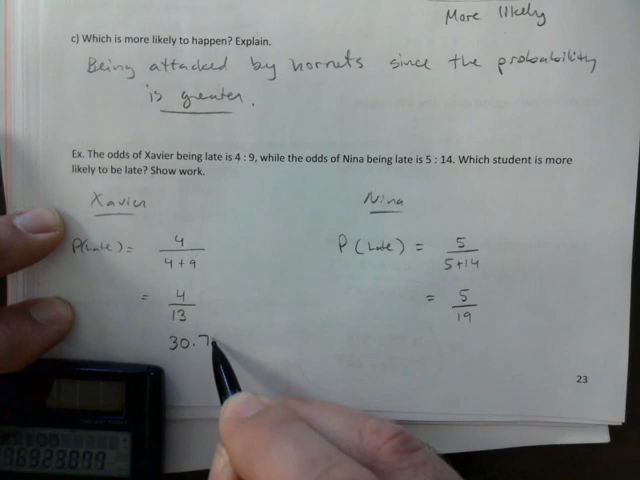 More likely
c) Which is more likely to happen? Explain.
Being attacked by hornets since the probability
is greater.
Ex. The odds of Xavier being late is 4 : 9, while the odds of Nina being late is 5 : 14. Which student is more
likely to be late? Show work.
Xavier
Nina
P(Late) = 4 / 4+9
P(Late) = 5 / 5+14
= 4 / 13
= 5 / 19
30.7
23